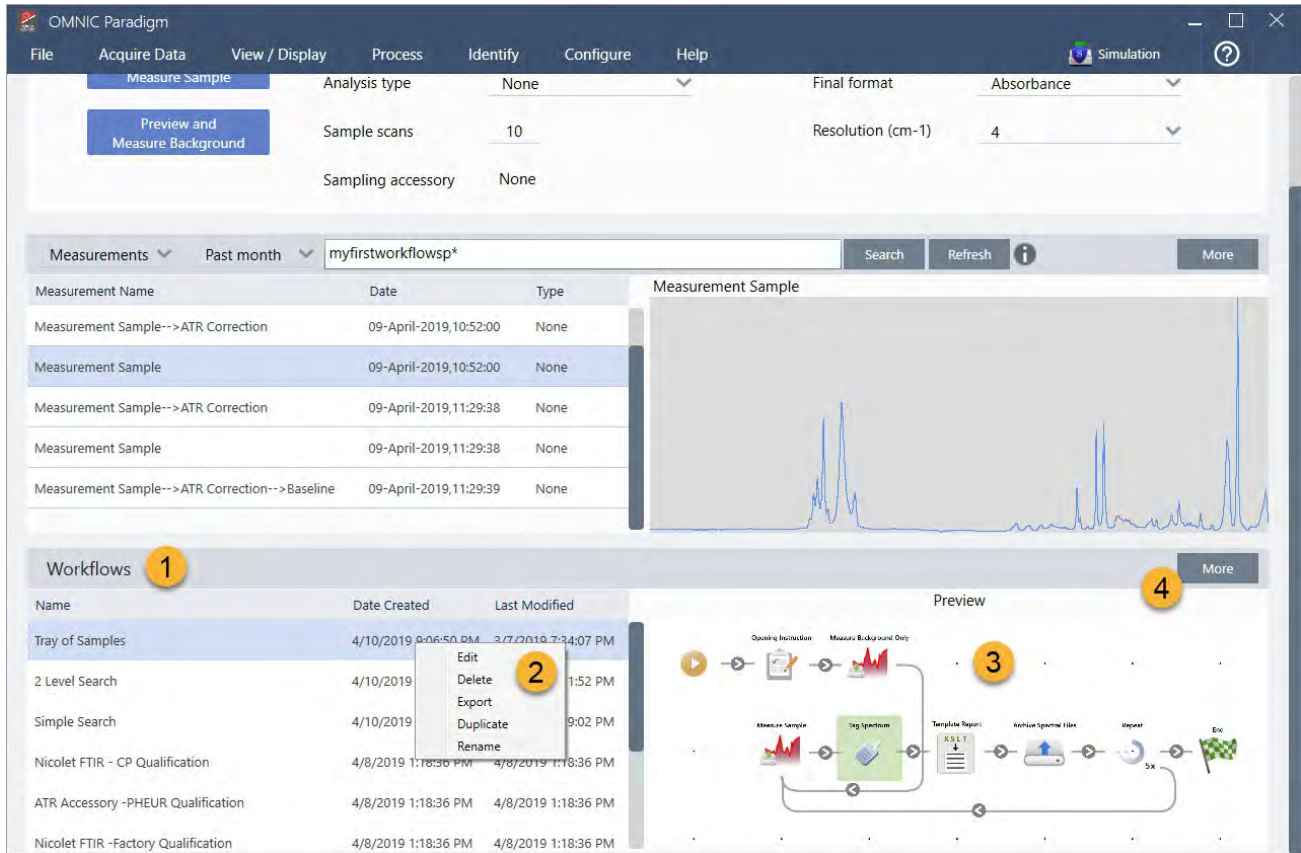 OMNIC Paradigm
File Acquire Data View / Display Process Identify Configure Help Simulation ?
Measure Sample Analysis type None Final format Absorbance
Preview and
Measure Background Sample scans 10 Resolution (cm-1) 4
Sampling accessory None
Measurements Past month myfirstworkflowsp* Search Refresh i More
Measurement Name Date Type Measurement Sample
Measurement Sample-->ATR Correction 09-April-2019,10:52:00 None
Measurement Sample 09-April-2019,10:52:00 None
Measurement Sample-->ATR Correction 09-April-2019,11:29:38 None
Measurement Sample 09-April-2019,11:29:38 None
Measurement Sample-->ATR Correction-->Baseline 09-April-2019,11:29:39 None
Workflows 1 4 More
Name Date Created Last Modified Preview
Tray of Samples 4/10/2019 9:06:50 PM 3/7/2019 7:34:07 PM
Edit
Delete
Export
Duplicate
Rename
2
3
2 Level Search 4/10/2019 1:52 PM
Simple Search 4/10/2019 9:02 PM
Nicolet FTIR - CP Qualification 4/8/2019 1:18:36 PM 4/8/2019 1:18:36 PM
ATR Accessory -PHEUR Qualification 4/8/2019 1:18:36 PM 4/8/2019 1:18:36 PM
Nicolet FTIR -Factory Qualification 4/8/2019 1:18:36 PM 4/8/2019 1:18:36 PM
Opening Instruction Measure Background Only
Measure Sample Tag Spectrum Template Report Archive Spectral Files Repeat End
XSLT
5x